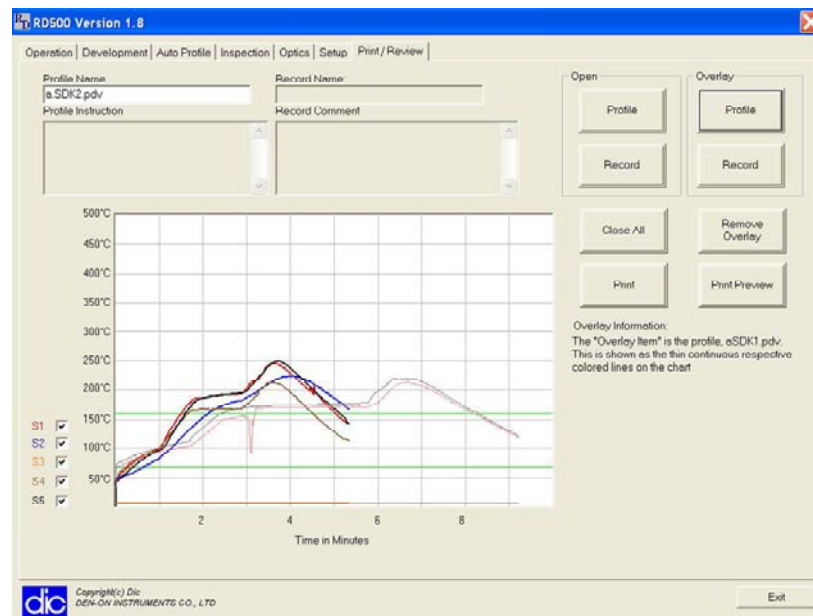 RD500 Version 1.8
Operation Development Auto Profile Inspection Optics Setup Print/Review
Profile Name
a.SDK2.pdv
Profile Instruction
Record Name:
Record Comment
Open
Profile
Record
Overlay
Profile
Record
Close All
Remove Overlay
Print
Print Preview
Overlay Information:
The "Overlay Item" is the profile, aSDK1.pdv.
This is shown as the thin continuous respective
colored lines on the chart
500°C
450°C
400°C
350°C
300°C
250°C
200°C
150°C
100°C
50°C
S1
S2
S3
S4
S5
2 4 6 8
Time in Minutes
dic
Copyright(c) Dic
DEN-ON INSTRUMENTS CO., LTD
Exit